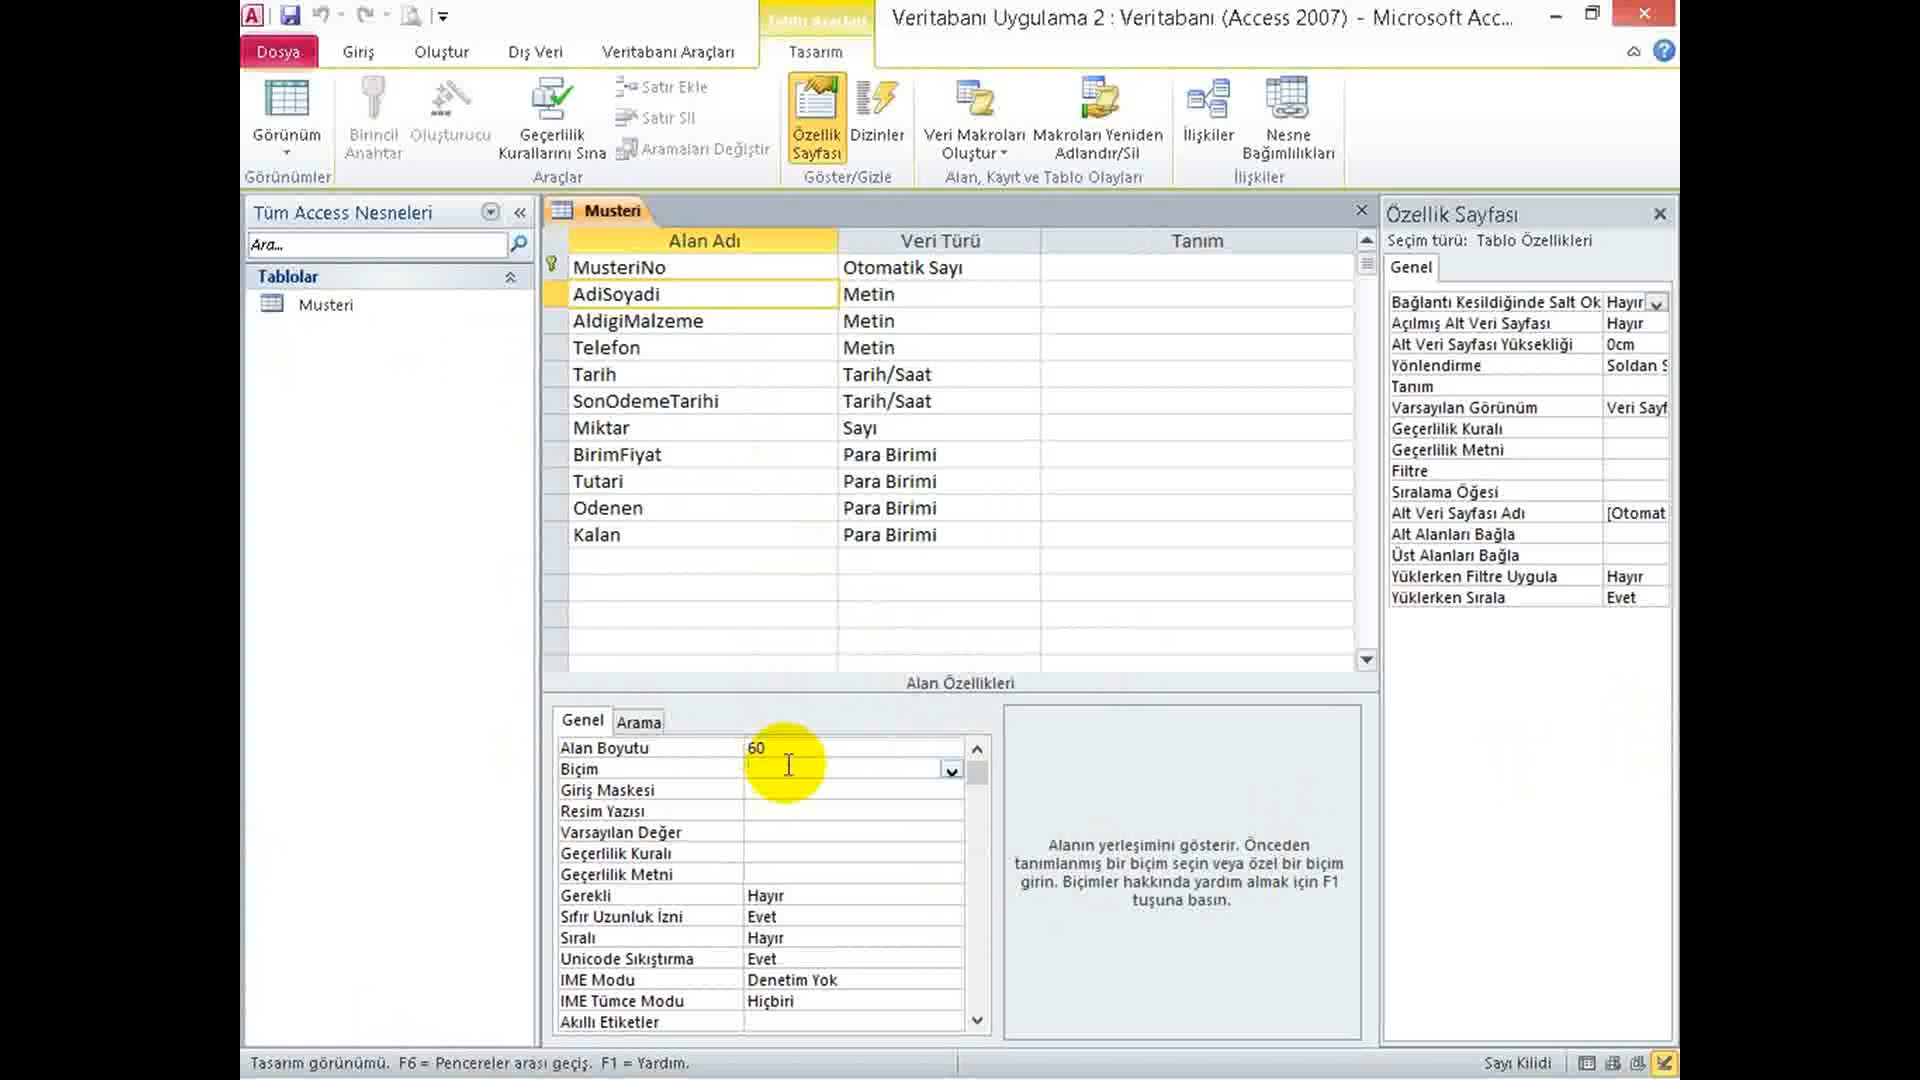 Tablo Araçları
Veritabanı Uygulama 2 : Veritabanı (Access 2007) - Microsoft Acc...
Dosya
Giriş
Oluştur
Dış Veri
Veritabanı Araçları
Tasarım
Görünüm
Birincil Anahtar
Oluşturucu
Geçerlilik Kurallarını Sına
Satır Ekle
Satır Sil
Aramaları Değiştir
Özellik Sayfası
Dizinler
Veri Makroları Oluştur
Makroları Yeniden Adlandır/Sil
İlişkiler
Nesne Bağımlılıkları
Görünümler
Araçlar
Göster/Gizle
Alan, Kayıt ve Tablo Olayları
İlişkiler
Tüm Access Nesneleri
Ara...
Tablolar
Musteri
Musteri
Alan Adı Veri Türü Tanım
MusteriNo Otomatik Sayı
AdiSoyadi Metin
AldigiMalzeme Metin
Telefon Metin
Tarih Tarih/Saat
SonOdemeTarihi Tarih/Saat
Miktar Sayı
BirimFiyat Para Birimi
Tutari Para Birimi
Odenen Para Birimi
Kalan Para Birimi
Alan Özellikleri
Genel Arama
Alan Boyutu 60
Biçim
Giriş Maskesi
Resim Yazısı
Varsayılan Değer
Geçerlilik Kuralı
Geçerlilik Metni
Gerekli Hayır
Sıfır Uzunluk İzni Evet
Sıralı Hayır
Unicode Sıkıştırma Evet
IME Modu Denetim Yok
IME Tümce Modu Hiçbiri
Akıllı Etiketler
Alanın yerleşimini gösterir. Önceden
tanımlanmış bir biçim seçin veya özel bir biçim
girin. Biçimler hakkında yardım almak için F1
tuşuna basın.
Özellik Sayfası
Seçim türü: Tablo Özellikleri
Genel
Bağlantı Kesildiğinde Salt Ok Hayır
Açılmış Alt Veri Sayfası Hayır
Alt Veri Sayfası Yüksekliği 0cm
Yönlendirme Soldan S
Tanım
Varsayılan Görünüm Veri Sayf
Geçerlilik Kuralı
Geçerlilik Metni
Filtre
Sıralama Öğesi
Alt Veri Sayfası Adı [Otomat
Alt Alanları Bağla
Üst Alanları Bağla
Yüklerken Filtre Uygula Hayır
Yüklerken Sırala Evet
Tasarım görünümü. F6 = Pencereler arası geçiş. F1 = Yardım.
Sayı Kilidi